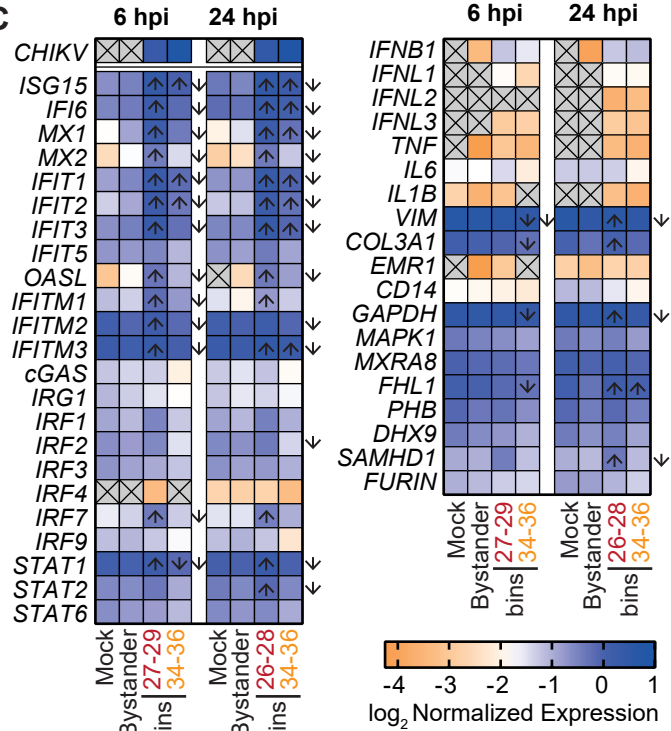 C
6 hpi 24 hpi
CHIKV
ISG15
IFI6
MX1
MX2
IFIT1
IFIT2
IFIT3
IFIT5
OASL
IFITM1
IFITM2
IFITM3
cGAS
IRG1
IRF1
IRF2
IRF3
IRF4
IRF7
IRF9
STAT1
STAT2
STAT6
Mock
Bystander
27-29
34-36
ins
Mock
Bystander
26-28
34-36
ins
6 hpi 24 hpi
IFNB1
IFNL1
IFNL2
IFNL3
TNF
IL6
IL1B
VIM
COL3A1
EMR1
CD14
GAPDH
MAPK1
MXRA8
FHL1
PHB
DHX9
SAMHD1
FURIN
Mock
Bystander
27-29
34-36
bins
Mock
Bystander
26-28
34-36
bins
-4 -3 -2 -1 0 1
log2 Normalized Expression